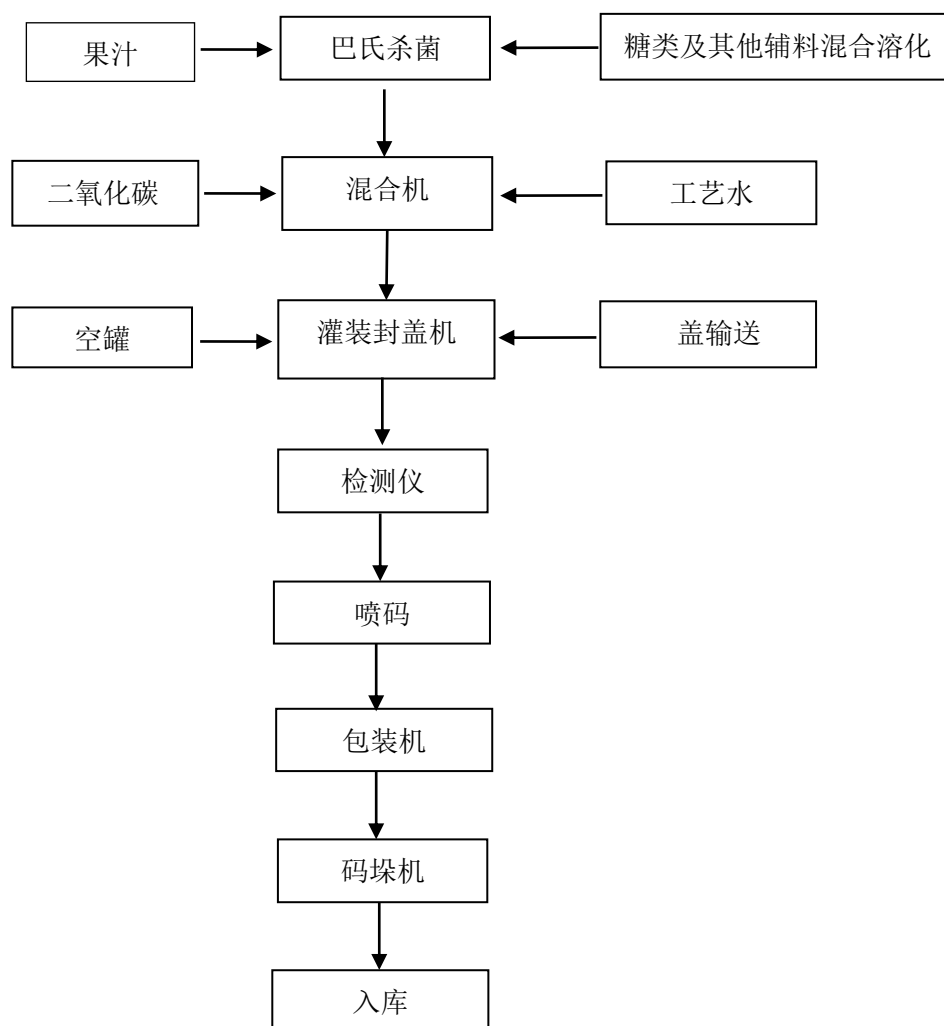 果汁
巴氏杀菌
糖类及其他辅料混合溶化
二氧化碳
混合机
工艺水
空罐
灌装封盖机
盖输送
检测仪
喷码
包装机
码垛机
入库